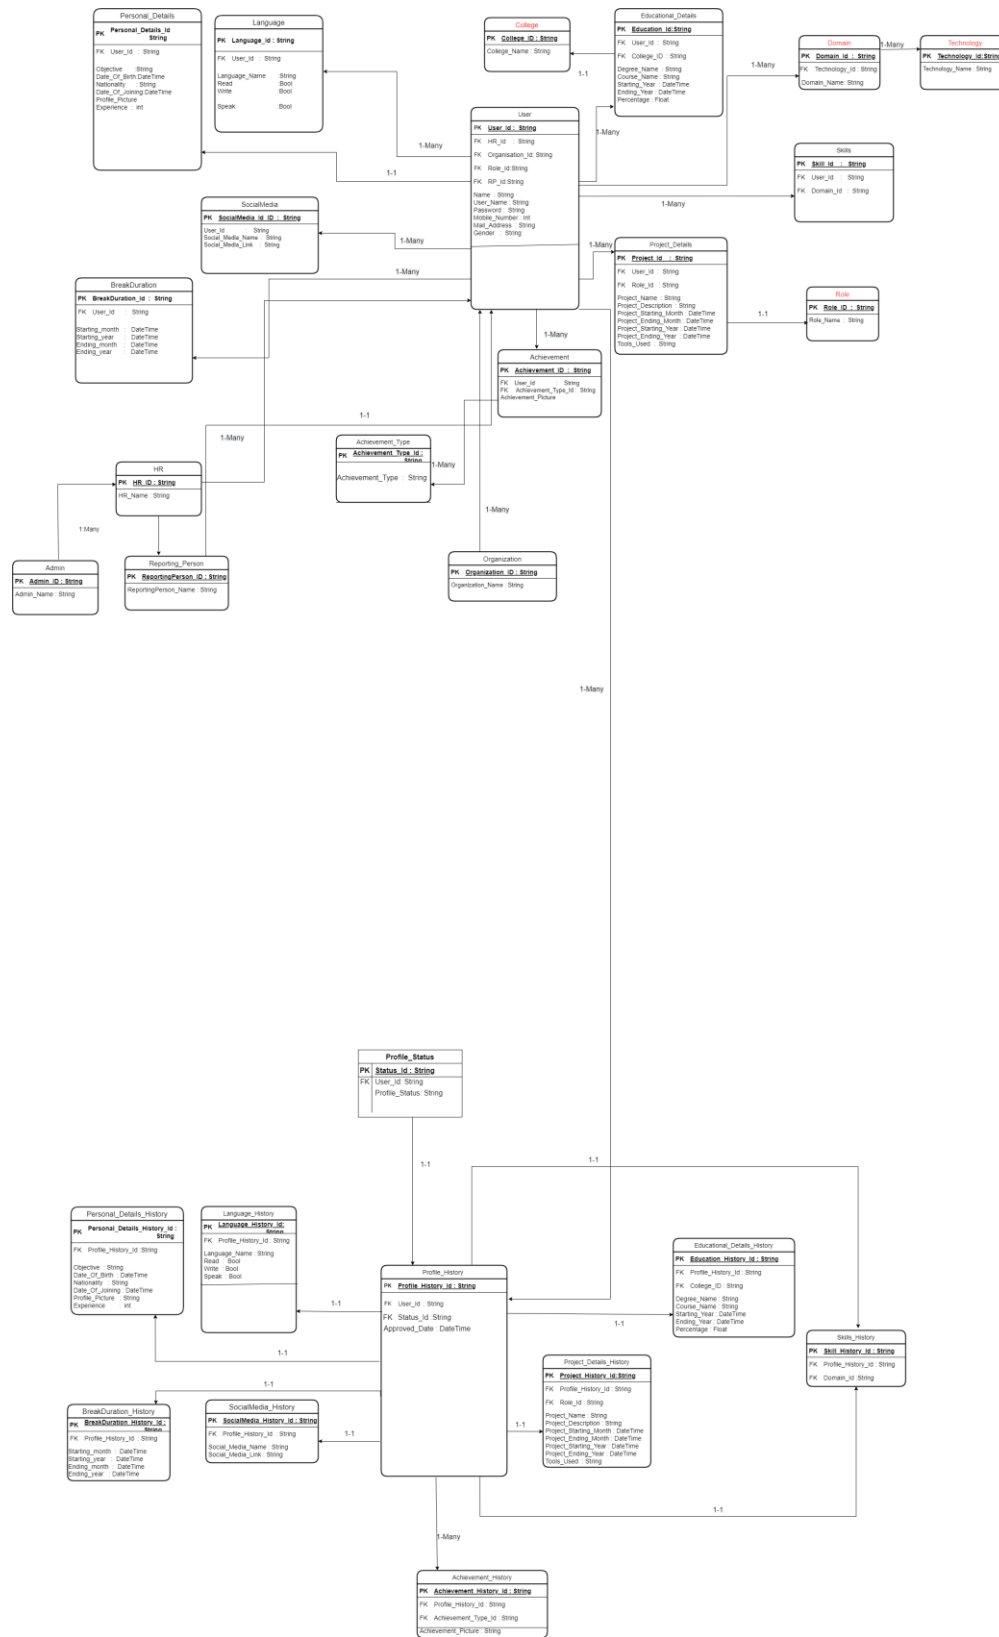 Personal_Details
PK Personal_Details_Id
String
FK User_Id : String
Objective :String
Date_Of_Birth:DateTime
Nationality : String
Date_Of_Joining:DateTime
Profile_Picture
Experience : int
Language
PK Language_Id : String
FK User_Id : String
Language_Name :String
Read :Bool
Write :Bool
Speak :Bool
College
PK College_ID : String
College_Name : String
1-1
Educational_Details
PK Education_Id:String
FK User_Id : String
FK College_ID : String
Degree_Name : String
Course_Name : String
Starting_Year : DateTime
Ending_Year : DateTime
Percentage : Float
Domain
PK Domain_Id : String
FK Technology_Id : String
Domain_Name: String
1-Many
Technology
PK Technology_Id:String
Technology_Name : String
1-Many
User
PK User_Id : String
FK HR_Id : String
FK Organisation_Id: String
FK Role_Id:String
FK RP_Id:String
Name : String
User_Name : String
Password : String
Mobile_Number : Int
Mail_Address : String
Gender : String
1-Many
1-1
1-Many
Skills
PK Skill_Id : String
FK User_Id : String
FK Domain_Id : String
1-Many
SocialMedia
PK SocialMedia_Id_ID : String
User_Id : String
Social_Media_Name : String
Social_Media_Link : String
1-Many
1-Many
Project_Details
PK Project_Id : String
FK User_Id : String
FK Role_Id : String
Project_Name : String
Project_Description : String
Project_Starting_Month : DateTime
Project_Ending_Month : DateTime
Project_Starting_Year : DateTime
Project_Ending_Year : DateTime
Tools_Used : String
1-1
Role
PK Role_ID : String
Role_Name : String
BreakDuration
PK BreakDuration_Id : String
FK User_Id : String
Starting_month : DateTime
Starting_year : DateTime
Ending_month : DateTime
Ending_year : DateTime
1-Many
1-Many
Achievement
PK Achievement_ID : String
FK User_Id : String
FK Achievement_Type_Id : String
Achievement_Picture
1-1
1-Many
Achievement_Type
PK Achievement_Type_Id :
String
Achievement_Type : String
1-Many
HR
PK HR_ID : String
HR_Name : String
1-Many
1:Many
Admin
PK Admin_ID : String
Admin_Name : String
Reporting_Person
PK ReportingPerson_ID : String
ReportingPerson_Name : String
Organization
PK Organization_ID : String
Organization_Name : String
1-Many
Profile_Status
PK Status_Id : String
FK User_Id: String
Profile_Status: String
1-1
1-1
Personal_Details_History
PK Personal_Details_History_Id :
String
FK Profile_History_Id :String
Objective : String
Date_Of_Birth : DateTime
Nationality : String
Date_Of_Joining : DateTime
Profile_Picture : String
Experience : int
Language_History
PK Language_History_Id:
String
FK Profile_History_Id : String
Language_Name : String
Read : Bool
Write : Bool
Speak : Bool
Profile_History
PK Profile_History_Id : String
FK User_Id : String
FK Status_Id :String
Approved_Date : DateTime
Educational_Details_History
PK Education_History_Id : String
FK Profile_History_Id : String
FK College_ID : String
Degree_Name : String
Course_Name : String
Starting_Year : DateTime
Ending_Year : DateTime
Percentage : Float
1-1
1-1
1-1
Skills_History
PK Skill_History_Id : String
FK Profile_History_Id : String
FK Domain_Id :String
1-1
Project_Details_History
PK Project_History_Id:String
FK Profile_History_Id : String
FK Role_Id : String
Project_Name : String
Project_Description : String
Project_Starting_Month : DateTime
Project_Ending_Month : DateTime
Project_Starting_Year : DateTime
Project_Ending_Year : DateTime
Tools_Used : String
1-1
BreakDuration_History
PK BreakDuration_History_Id :
String
FK Profile_History_Id : String
Starting_month : DateTime
Starting_year : DateTime
Ending_month : DateTime
Ending_year : DateTime
SocialMedia_History
PK SocialMedia_History_Id : String
FK Profile_History_Id : String
Social_Media_Name : String
Social_Media_Link : String
1-1
1-1
1-Many
Achievement_History
PK Achievement_History_Id : String
FK Profile_History_Id : String
FK Achievement_Type_Id : String
Achievement_Picture : String